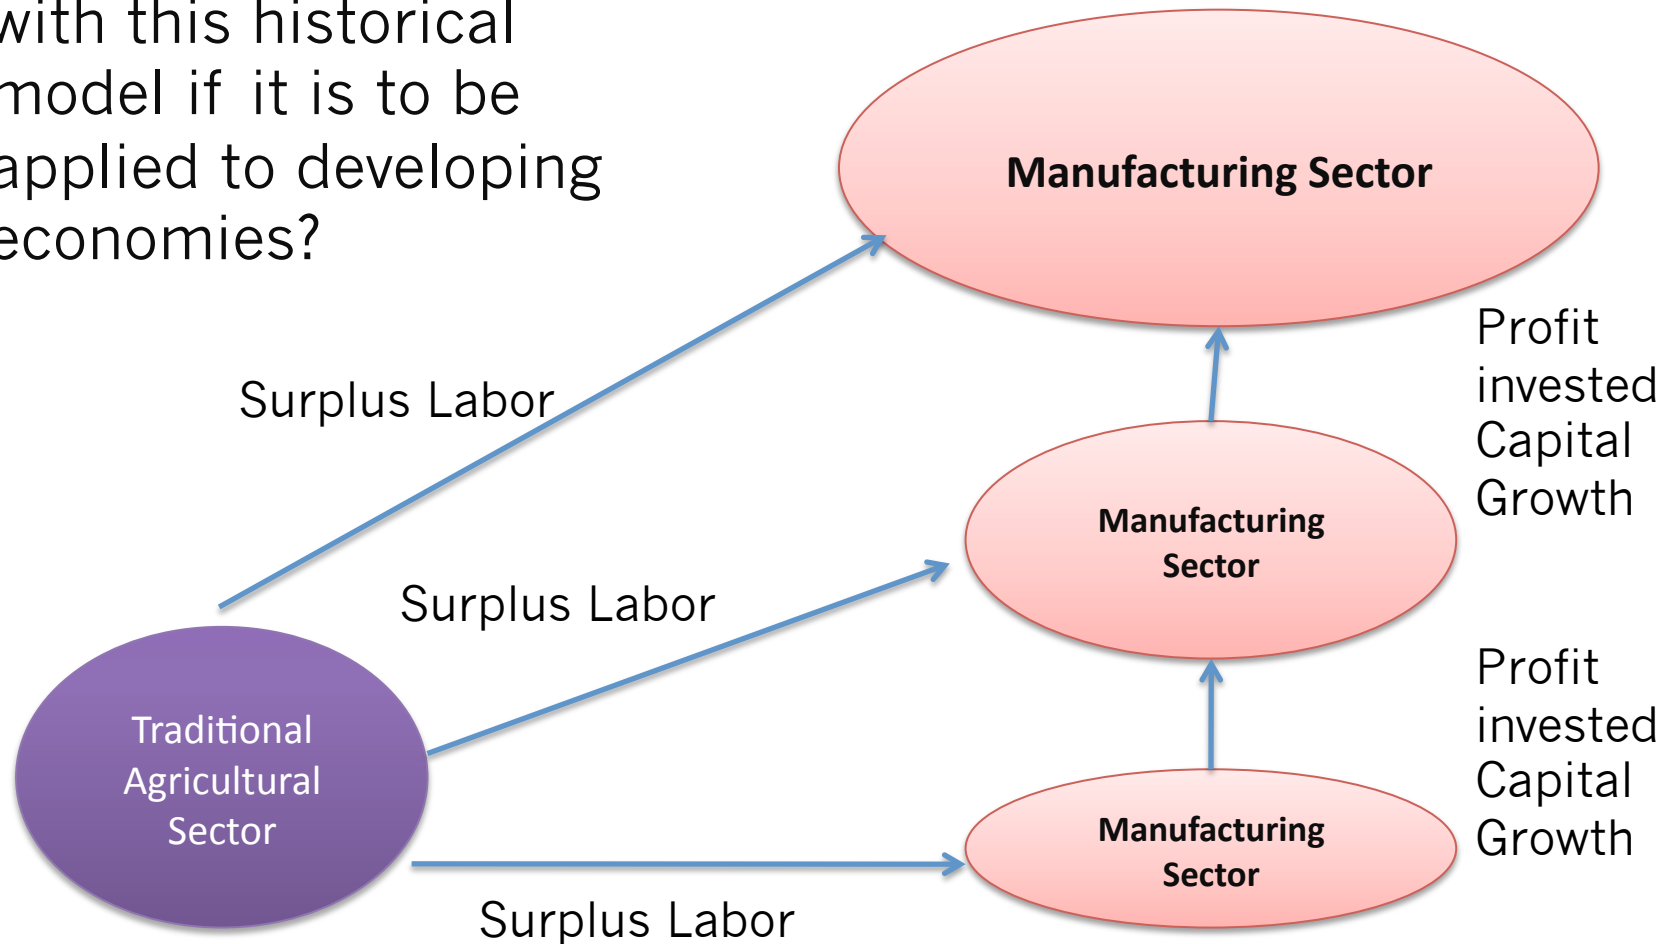 with this historical
model if it is to be
applied to developing
economies?
Manufacturing Sector
Profit
invested
Capital
Growth
Surplus Labor
Manufacturing
Sector
Surplus Labor
Profit
invested
Capital
Growth
Traditional
Agricultural
Sector
Manufacturing
Sector
Surplus Labor